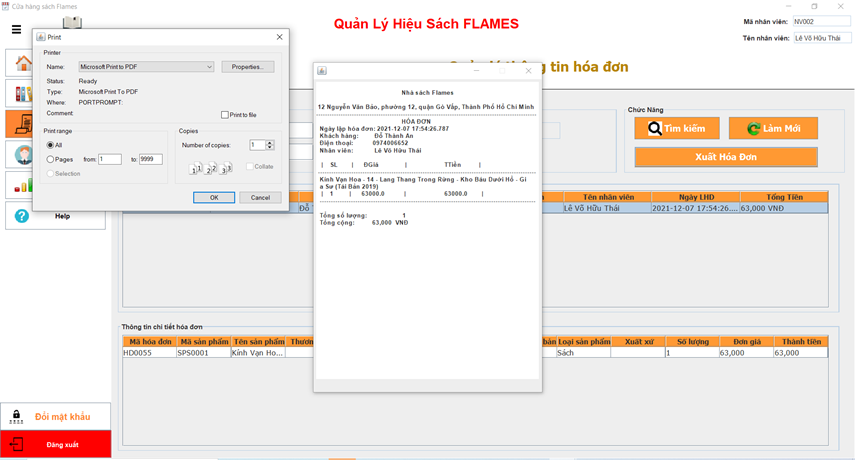 Cửa hàng sách Flames
Quản Lý Hiệu Sách FLAMES
Mã nhân viên: NV002
Tên nhân viên: Lê Võ Hữu Thái
thông tin hóa đơn
Print
Printer
Name: Microsoft Print to PDF Properties...
Status: Ready
Type: Microsoft Print To PDF
Where: PORTPROMPT:
Comment: Print to file
Print range
All
Pages from: 1 to: 9999
Selection
Copies
Number of copies: 1
1 1 2 2 3 3
Collate
OK Cancel
Help
Đổi mật khẩu
Đăng xuất
Nhà sách Flames
12 Nguyễn Văn Bảo, phường 12, quận Gò Vấp, Thành Phố Hồ Chí Minh
HÓA ĐƠN
Ngày lập hóa đơn: 2021-12-07 17:54:26.787
Khách hàng: Đỗ Thành An
Điện thoại: 0974006652
Nhân viên: Lê Võ Hữu Thái
| SL | ĐGiá | TTiền |
Kính Vạn Hoa - 14 - Lang Thang Trong Rừng - Kho Báu Dưới Hồ - Gi
a Sư (Tái Bản 2019)
| 1 | 63000.0 | 63000.0 |
Tổng số lượng: 1
Tổng cộng: 63,000 VNĐ
Chức Năng
Tìm kiếm Làm Mới
Xuất Hóa Đơn
Tên nhân viên Ngày LHD Tổng Tiền
Lê Võ Hữu Thái 2021-12-07 17:54:26.... 63,000 VNĐ
Thông tin chi tiết hóa đơn
Mã hóa đơn Mã sản phẩm Tên sản phẩm Thươn bản Loại sản phẩm Xuất xứ Số lượng Đơn giá Thành tiền
HD0055 SPS0001 Kính Vạn Ho... Sách 1 63,000 63,000